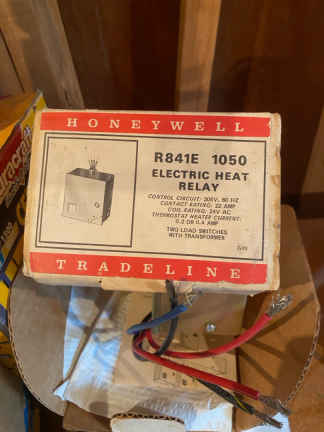 HONEYWELL
R841E 1050
ELECTRIC HEAT
RELAY
CONTROL CIRCUIT: 208V, 60 HZ
CONTACT RATING: 22 AMP
COIL RATING: 24V AC
THERMOSTAT HEATER CURRENT:
0.2 OR 0.4 AMP
TWO LOAD SWITCHES
WITH TRANSFORMER
TRADELINE